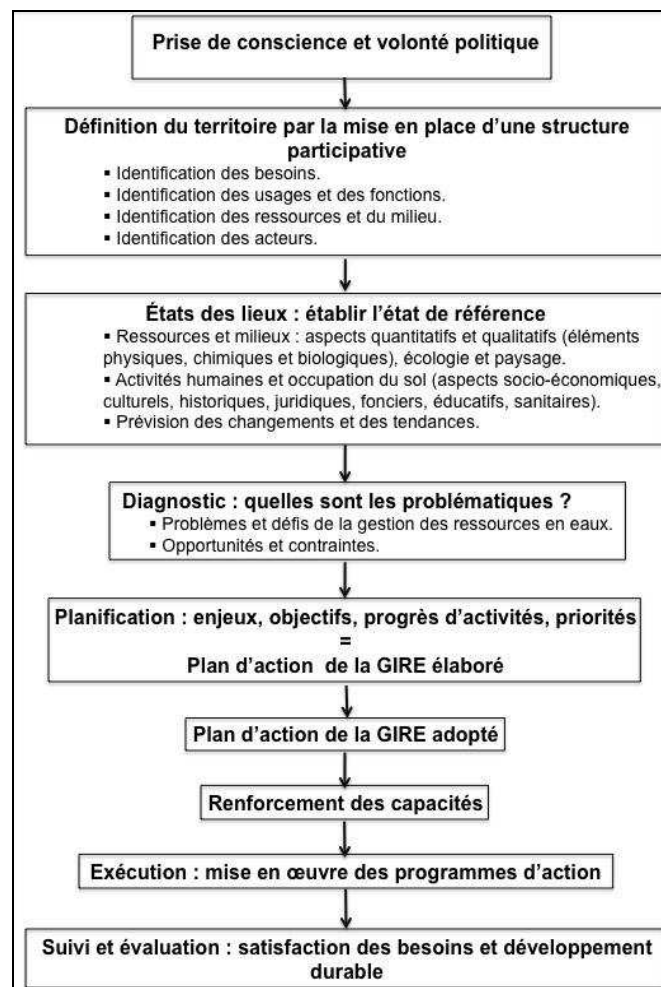 Prise de conscience et volonté politique
Définition du territoire par la mise en place d'une structure
participative
▪ Identification des besoins.
▪ Identification des usages et des fonctions.
▪ Identification des ressources et du milieu.
▪ Identification des acteurs.
États des lieux : établir l'état de référence
▪ Ressources et milieux : aspects quantitatifs et qualitatifs (éléments
physiques, chimiques et biologiques), écologie et paysage.
▪ Activités humaines et occupation du sol (aspects socio-économiques,
culturels, historiques, juridiques, fonciers, éducatifs, sanitaires).
▪ Prévision des changements et des tendances.
Diagnostic : quelles sont les problématiques ?
▪ Problèmes et défis de la gestion des ressources en eaux.
▪ Opportunités et contraintes.
Planification : enjeux, objectifs, progrès d'activités, priorités
=
Plan d'action de la GIRE élaboré
Plan d'action de la GIRE adopté
Renforcement des capacités
Exécution : mise en œuvre des programmes d'action
Suivi et évaluation : satisfaction des besoins et développement
durable